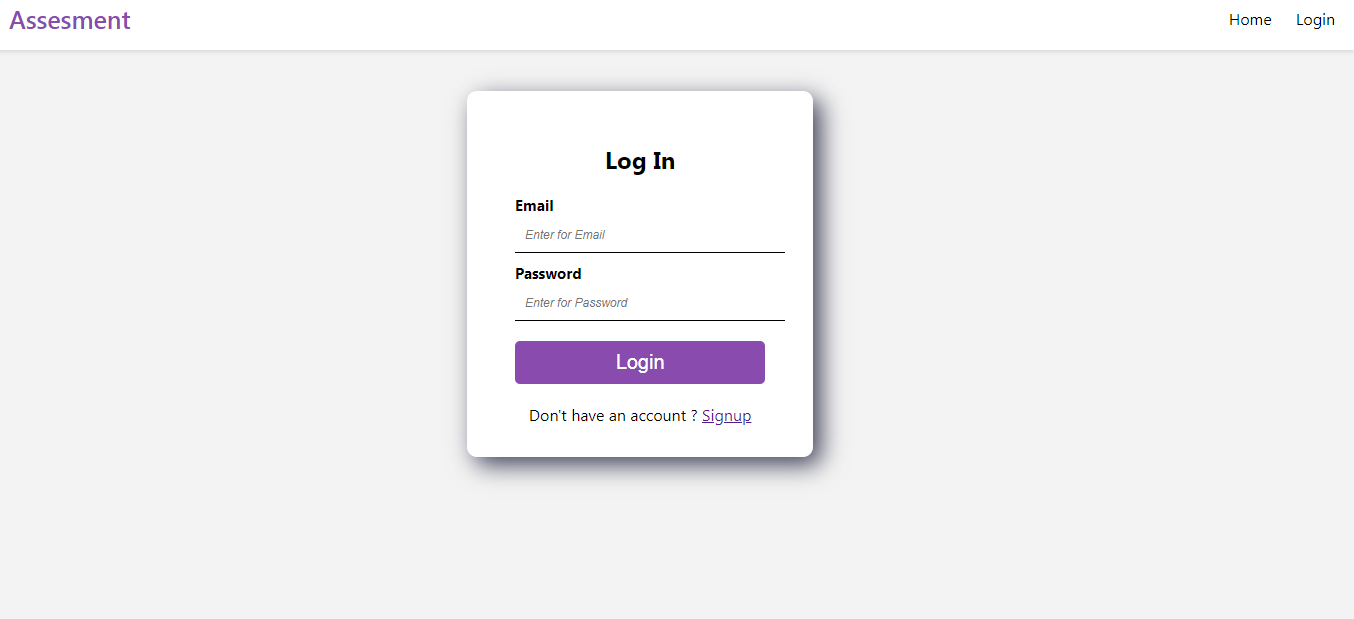 Assesment
Home Login
Log In
Email
Enter for Email
Password
Enter for Password
Login
Don't have an account ? Signup